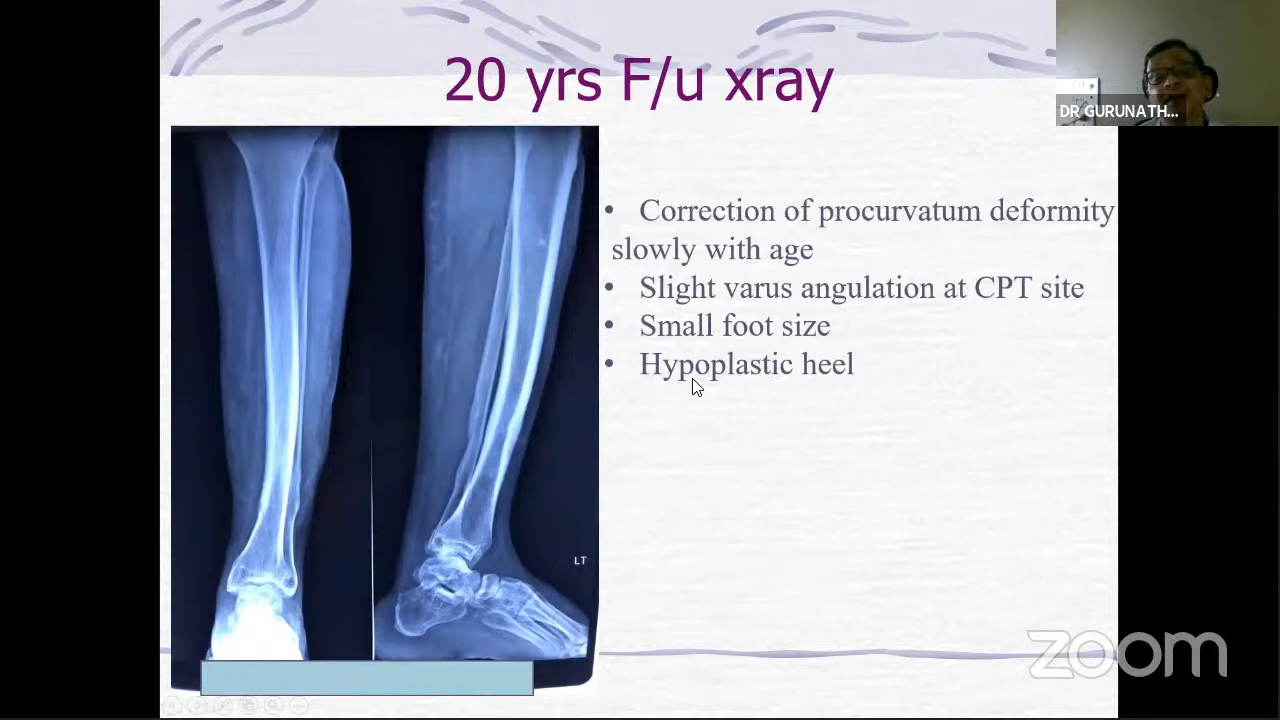 20 yrs F/u xray
DR GURUNATH...
• Correction of procurvatum deformity
slowly with age
• Slight varus angulation at CPT site
• Small foot size
• Hypoplastic heel
LT
zoom